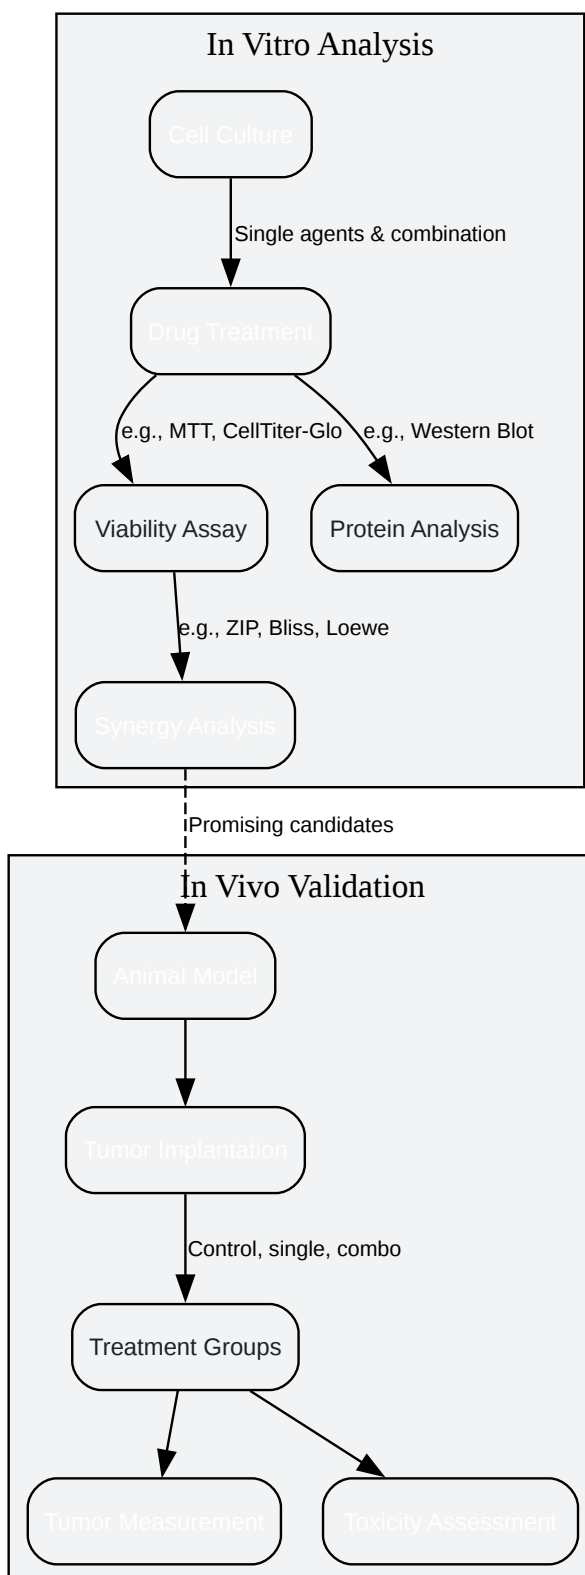 In Vitro Analysis
Cell Culture
Single agents & combination
Drug Treatment
e.g., MTT, CellTiter-Glo
e.g., Western Blot
Viability Assay
Protein Analysis
e.g., ZIP, Bliss, Loewe
Synergy Analysis
Promising candidates
In Vivo Validation
Animal Model
Tumor Implantation
Control, single, combo
Treatment Groups
Tumor Measurement
Toxicity Assessment